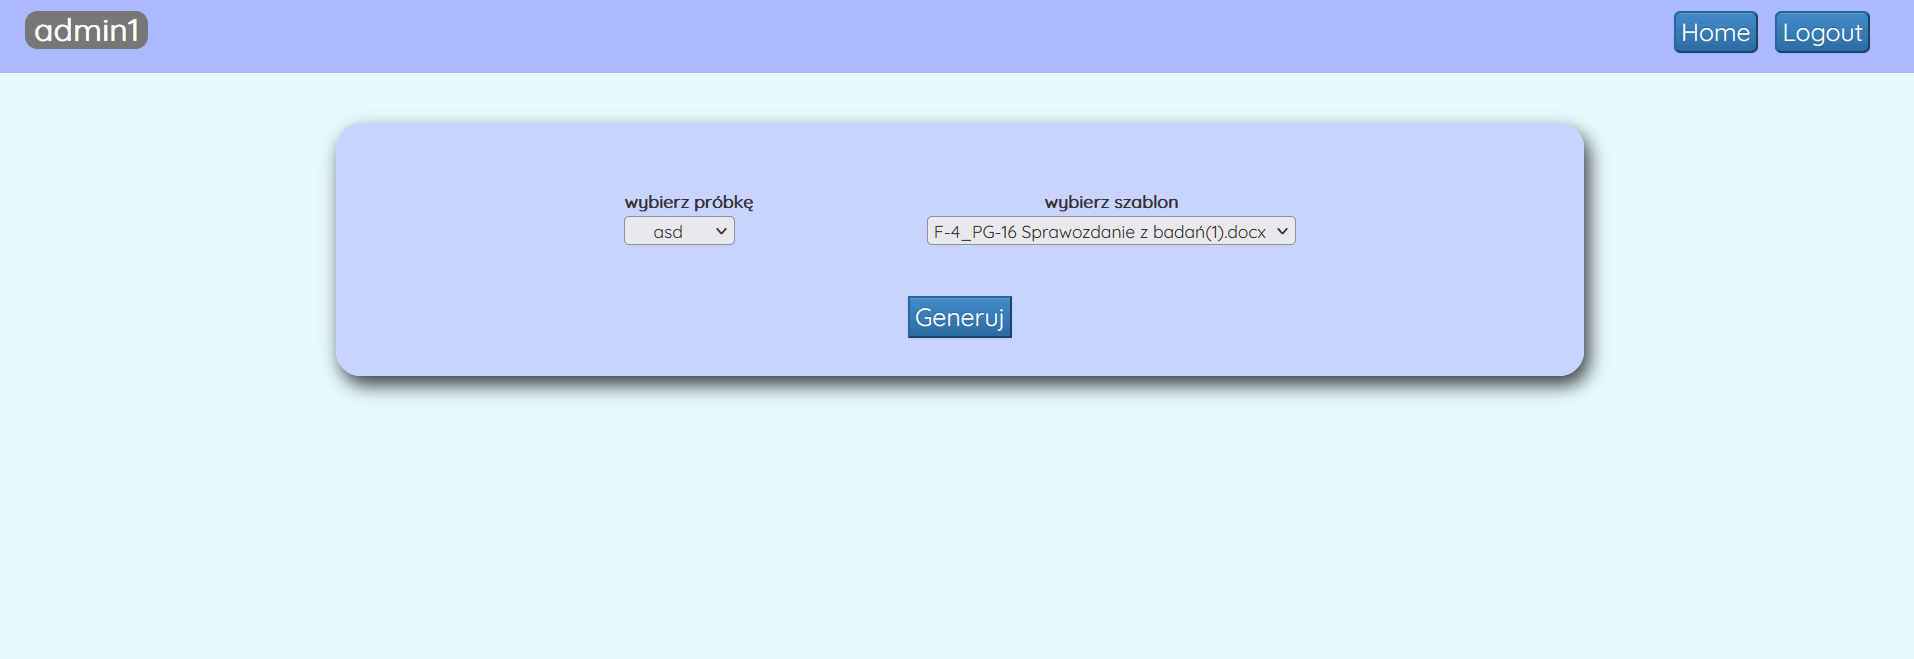 admin1
Home Logout
wybierz próbkę wybierz szablon
asd F-4_PG-16 Sprawozdanie z badań(1).docx
Generuj